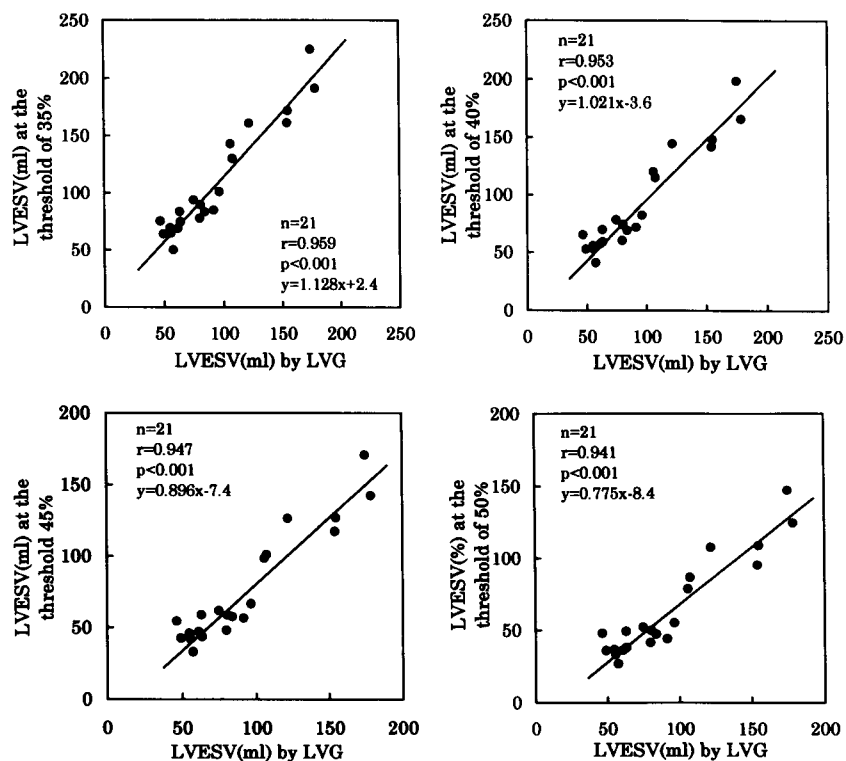 LVESV(ml) at the
threshold of 35%
250
200
150
100
50
0
n=21
r=0.959
p<0.001
y=1.128x+2.4
0 50 100 150 200 250
LVESV(ml) by LVG
LVESV(ml) at the
threshold of 40%
250
200
150
100
50
0
n=21
r=0.953
p<0.001
y=1.021x-3.6
0 50 100 150 200 250
LVESV(ml) by LVG
LVESV(ml) at the
threshold 45%
200
150
100
50
0
n=21
r=0.947
p<0.001
y=0.896x-7.4
0 50 100 150 200
LVESV(ml) by LVG
LVESV(%) at the
threshold of 50%
200
150
100
50
0
n=21
r=0.941
p<0.001
y=0.775x-8.4
0 50 100 150 200
LVESV(ml) by LVG